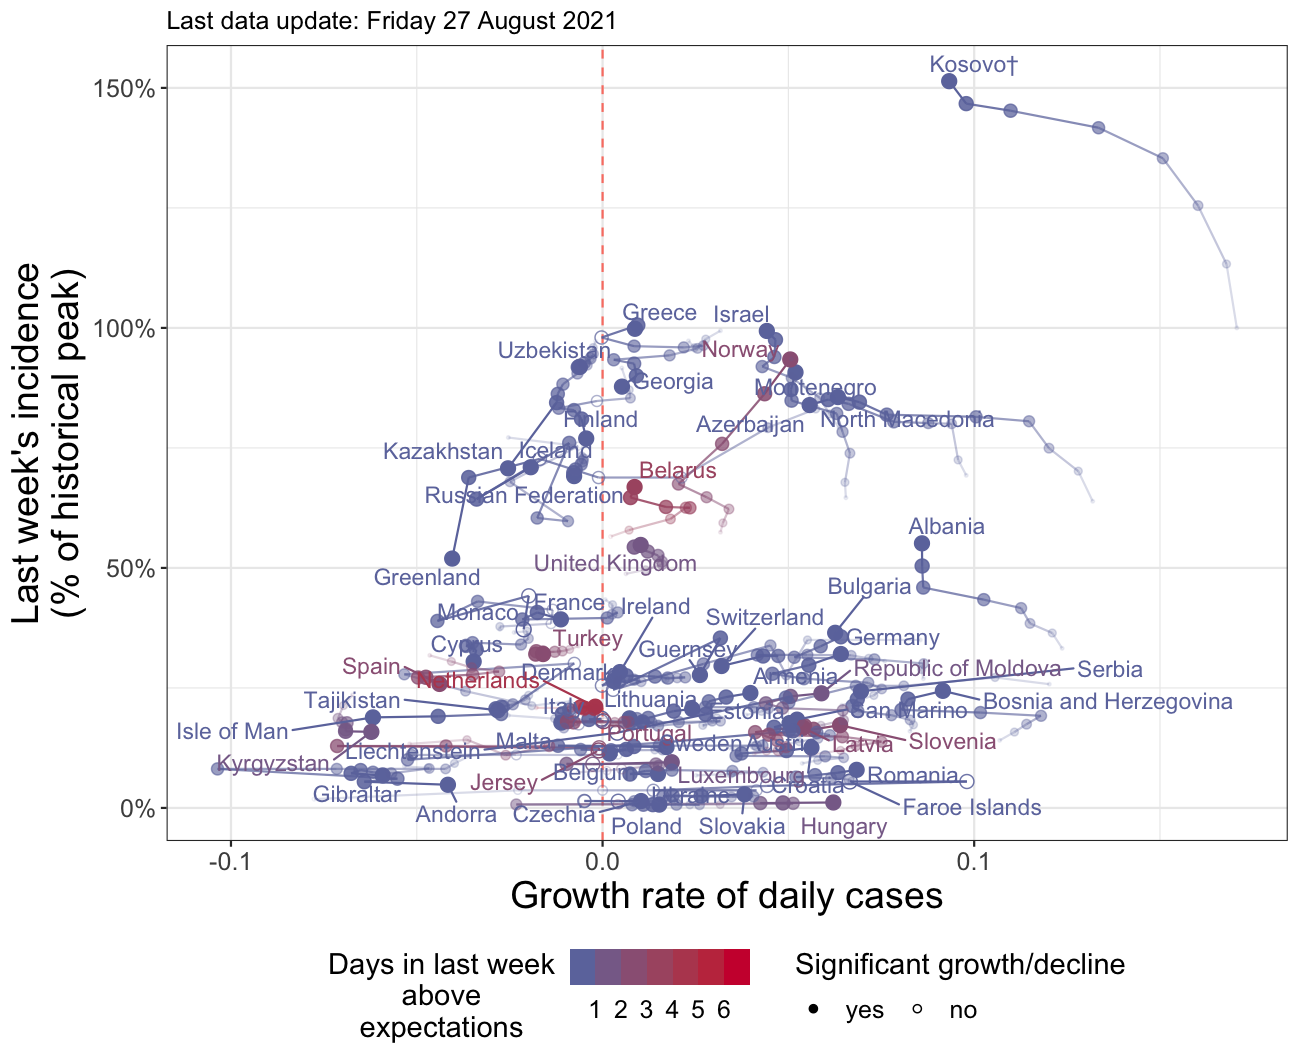 Last data update: Friday 27 August 2021
Last week's incidence
(% of historical peak)
150%
100%
50%
0%
Kosovo†
Greece
Israel
Uzbekistan
Norway
Georgia
Montenegro
Finland
Azerbaijan
North Macedonia
Kazakhstan
Iceland
Belarus
Russian Federation
Albania
United Kingdom
Greenland
Bulgaria
Monaco
France
Ireland
Switzerland
Cyprus
Turkey
Guernsey
Germany
Spain
Denmark
Republic of Moldova
Serbia
Netherlands
Armenia
Tajikistan
Italy
Lithuania
Estonia
San Marino
Bosnia and Herzegovina
Isle of Man
Portugal
Malta
Sweden
Austria
Latvia
Slovenia
Liechtenstein
Kyrgyzstan
Jersey
Belgium
Luxembourg
Romania
Croatia
Gibraltar
Ukraine
Andorra
Czechia
Faroe Islands
Poland
Slovakia
Hungary
-0.1
0.0
0.1
Growth rate of daily cases
Days in last week
above
expectations
1 2 3 4 5 6
Significant growth/decline
yes
no